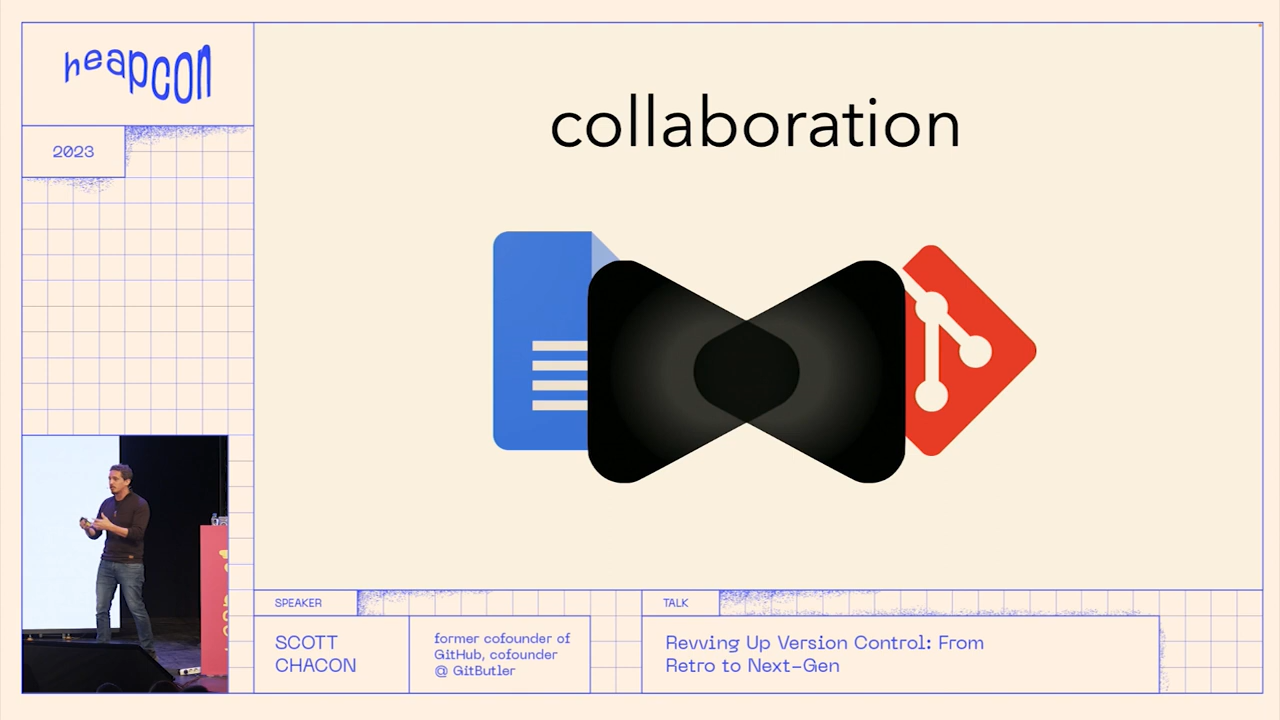 heapcon
2023
collaboration
SPEAKER
SCOTT
CHACON
former cofounder of
GitHub, cofounder
@ GitButler
TALK
Revving Up Version Control: From
Retro to Next-Gen